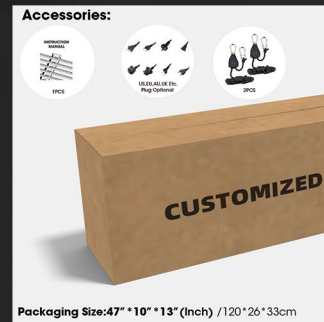 Accessories:
INSTRUCTION
MANUAL
1PCS
US,EU,AU,UK Etc.
Plug Optional
2PCS
CUSTOMIZED
Packaging Size:47" * 10" * 13"(Inch) /120*26*33cm